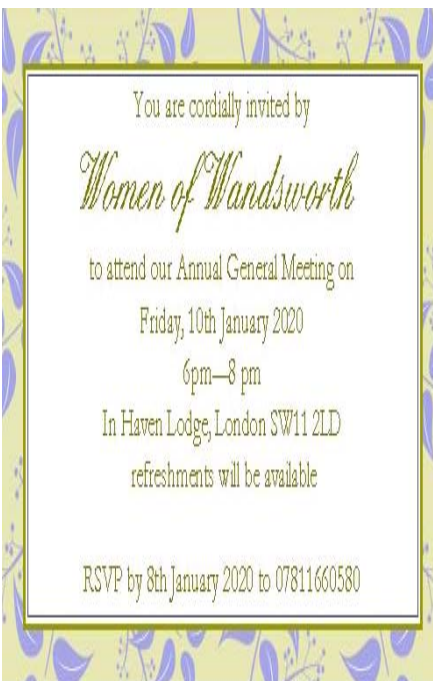 You are cordially invited by
Women of Wandsworth
to attend our Annual General Meeting on
Friday, 10th January 2020
6pm—8 pm
In Haven Lodge, London SW11 2LD
refreshments will be available
RSVP by 8th January 2020 to 07811660580